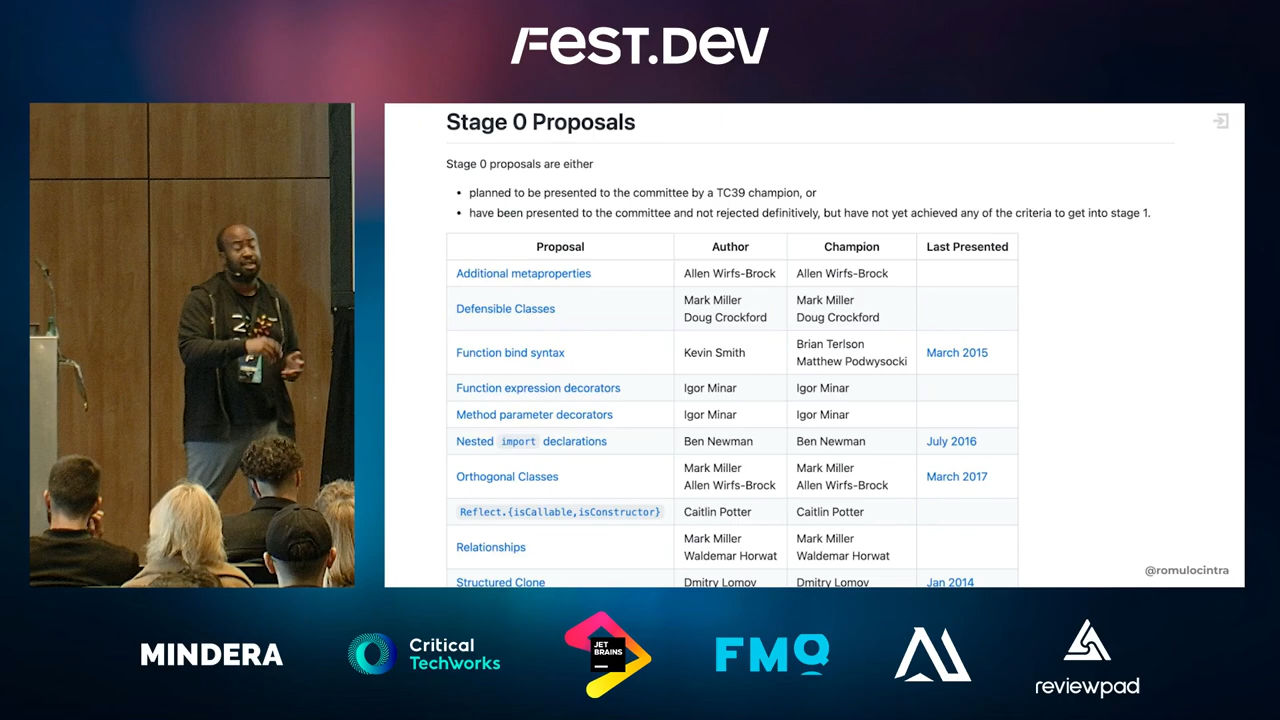 FEST.DEV
Stage 0 Proposals
Stage 0 proposals are either
• planned to be presented to the committee by a TC39 champion, or
• have been presented to the committee and not rejected definitively, but have not yet achieved any of the criteria to get into stage 1.
Proposal Author Champion Last Presented
Additional metaproperties Allen Wirfs-Brock Allen Wirfs-Brock
Defensible Classes Mark Miller Doug Crockford Mark Miller Doug Crockford
Function bind syntax Kevin Smith Brian Terlson Matthew Podwysocki March 2015
Function expression decorators Igor Minar Igor Minar
Method parameter decorators Igor Minar Igor Minar
Nested import declarations Ben Newman Ben Newman July 2016
Orthogonal Classes Mark Miller Allen Wirfs-Brock Mark Miller Allen Wirfs-Brock March 2017
Reflect.{isCallable,isConstructor} Caitlin Potter Caitlin Potter
Relationships Mark Miller Waldemar Horwat Mark Miller Waldemar Horwat
Structured Clone Dmitry Lomov Dmitry Lomov Jan 2014
@romulocintra
MINDERA
Critical
TechWorks
JET
BRAINS
FMQ
reviewpad